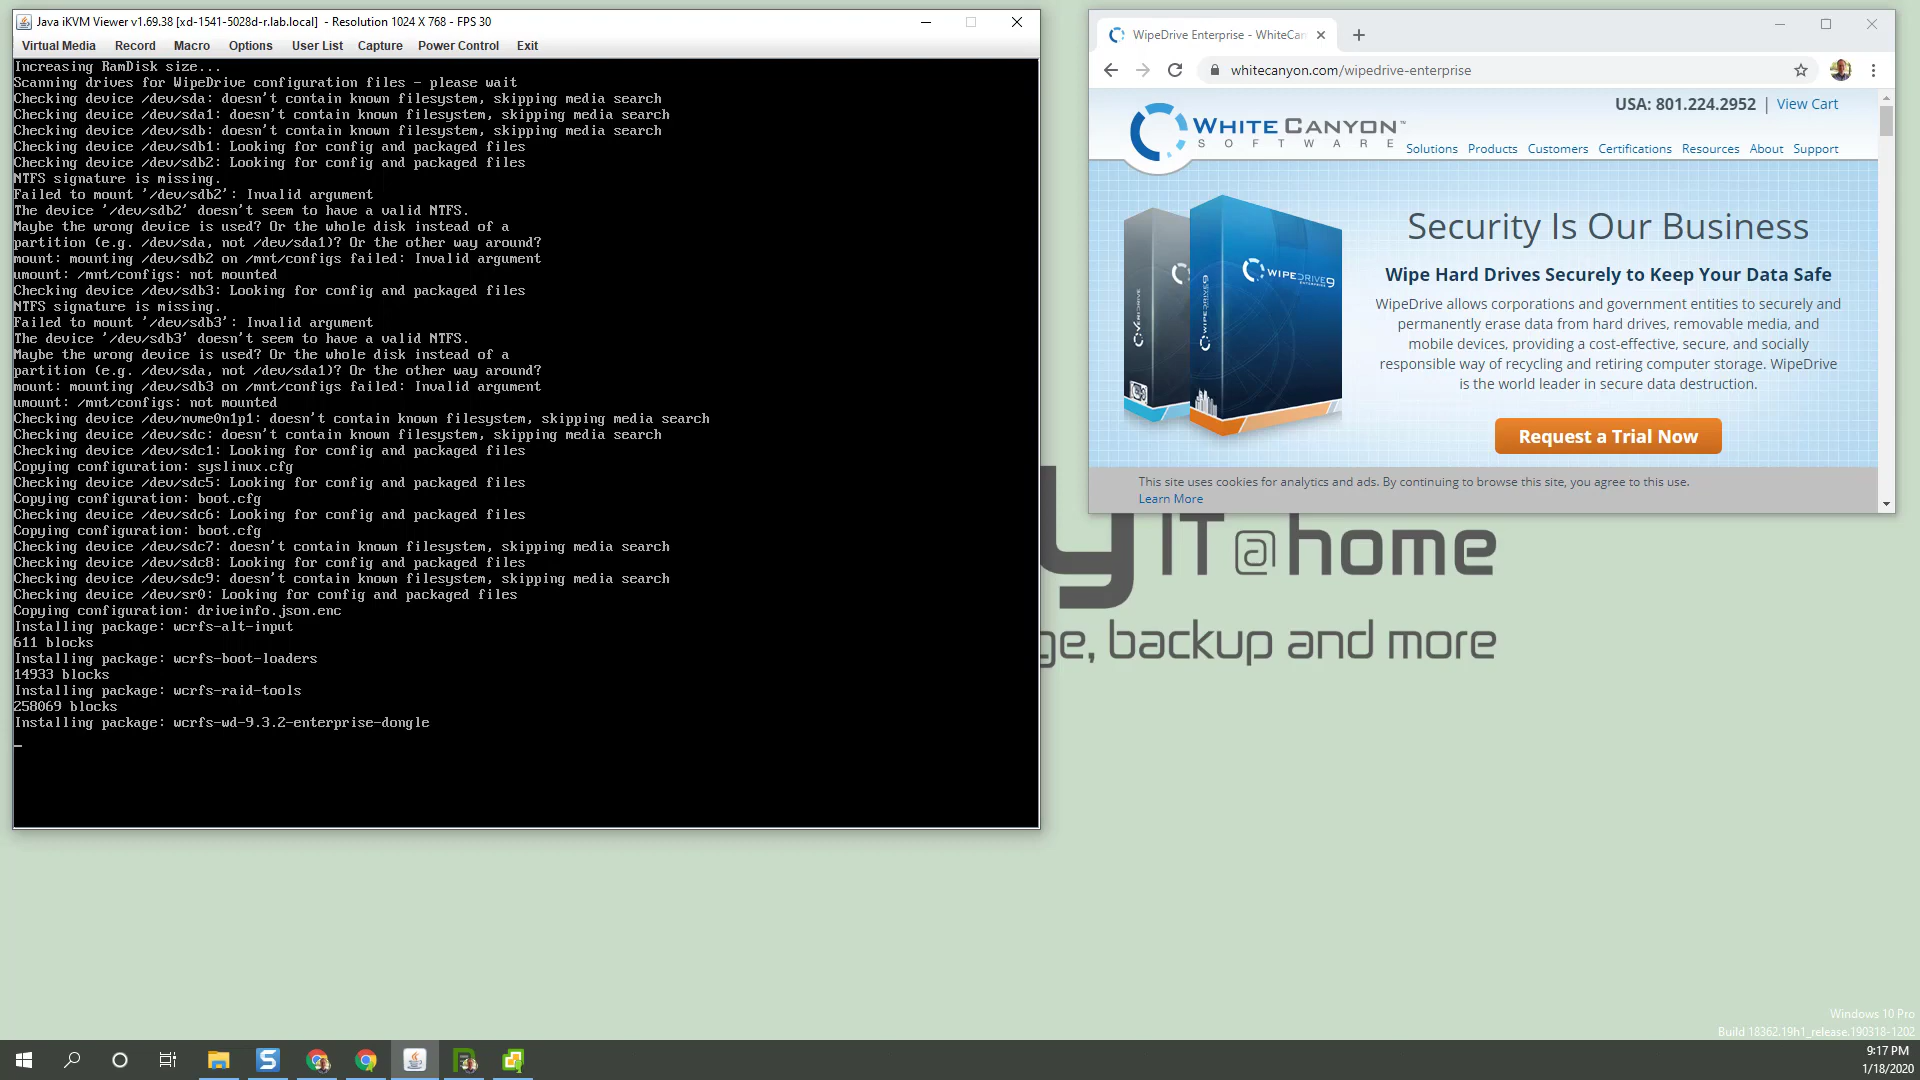 Java iKVM Viewer v1.69.38 [xd-1541-5028d-r.lab.local] - Resolution 1024 X 768 - FPS 30
Virtual Media Record Macro Options User List Capture Power Control Exit
Increasing RamDisk size...
Scanning drives for WipeDrive configuration files - please wait
Checking device /dev/sda: doesn't contain known filesystem, skipping media search
Checking device /dev/sda1: doesn't contain known filesystem, skipping media search
Checking device /dev/sdb: doesn't contain known filesystem, skipping media search
Checking device /dev/sdb1: Looking for config and packaged files
Checking device /dev/sdb2: Looking for config and packaged files
NTFS signature is missing.
Failed to mount '/dev/sdb2': Invalid argument
The device '/dev/sdb2' doesn't seem to have a valid NTFS.
Maybe the wrong device is used? Or the whole disk instead of a
partition (e.g. /dev/sda, not /dev/sda1)? Or the other way around?
mount: mounting /dev/sdb2 on /mnt/configs failed: Invalid argument
umount: /mnt/configs: not mounted
Checking device /dev/sdb3: Looking for config and packaged files
NTFS signature is missing.
Failed to mount '/dev/sdb3': Invalid argument
The device '/dev/sdb3' doesn't seem to have a valid NTFS.
Maybe the wrong device is used? Or the whole disk instead of a
partition (e.g. /dev/sda, not /dev/sda1)? Or the other way around?
mount: mounting /dev/sdb3 on /mnt/configs failed: Invalid argument
umount: /mnt/configs: not mounted
Checking device /dev/nvme0n1p1: doesn't contain known filesystem, skipping media search
Checking device /dev/sdc: doesn't contain known filesystem, skipping media search
Checking device /dev/sdc1: Looking for config and packaged files
Copying configuration: syslinux.cfg
Checking device /dev/sdc5: Looking for config and packaged files
Copying configuration: boot.cfg
Checking device /dev/sdc6: Looking for config and packaged files
Copying configuration: boot.cfg
Checking device /dev/sdc7: doesn't contain known filesystem, skipping media search
Checking device /dev/sdc8: Looking for config and packaged files
Checking device /dev/sdc9: doesn't contain known filesystem, skipping media search
Checking device /dev/sr0: Looking for config and packaged files
Copying configuration: driveinfo.json.enc
Installing package: wcrfs-alt-input
611 blocks
Installing package: wcrfs-boot-loaders
14933 blocks
Installing package: wcrfs-raid-tools
258069 blocks
Installing package: wcrfs-wd-9.3.2-enterprise-dongle
WipeDrive Enterprise - WhiteCan
whitecanyon.com/wipedrive-enterprise
USA: 801.224.2952 | View Cart
WHITE CANYON™
SOFTWARE
Solutions Products Customers Certifications Resources About Support
WIPEDRIVE9
WIPEDRIVE9
Security Is Our Business
Wipe Hard Drives Securely to Keep Your Data Safe
WipeDrive allows corporations and government entities to securely and
permanently erase data from hard drives, removable media, and
mobile devices, providing a cost-effective, secure, and socially
responsible way of recycling and retiring computer storage. WipeDrive
is the world leader in secure data destruction.
Request a Trial Now
This site uses cookies for analytics and ads. By continuing to browse this site, you agree to this use.
Learn More
y IT@home
ge, backup and more
Windows 10 Pro
Build 18362.19h1_release.190318-1202
9:17 PM
1/18/2020